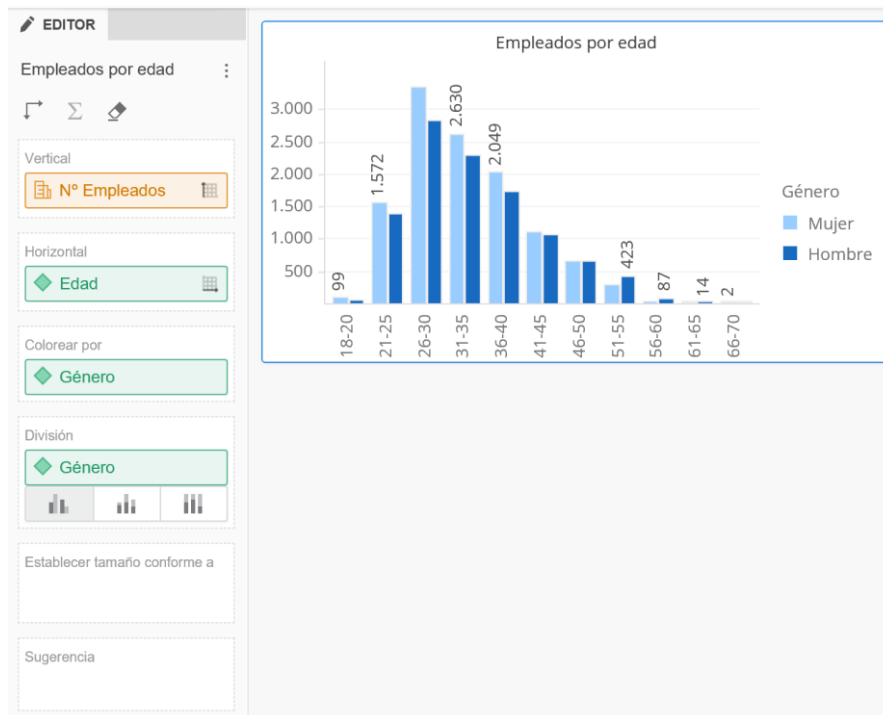 EDITOR
Empleados por edad
Vertical
Nº Empleados
Horizontal
Edad
Colorear por
Género
División
Género
Establecer tamaño conforme a
Sugerencia
Empleados por edad
3.000
2.500
2.000
1.500
1.000
500
99
1.572
2.630
2.049
423
87
14
2
18-20
21-25
26-30
31-35
36-40
41-45
46-50
51-55
56-60
61-65
66-70
Género
Mujer
Hombre